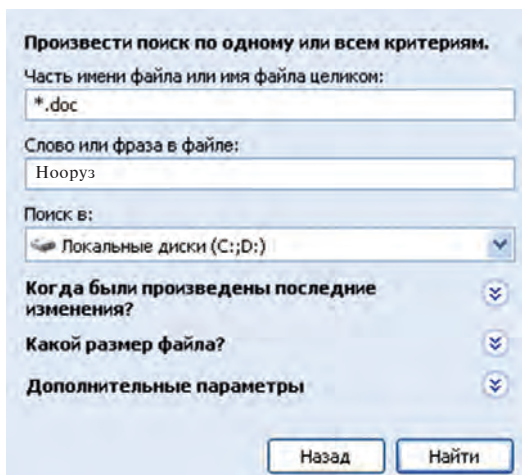 Произвести поиск по одному или всем критериям.
Часть имени файла или имя файла целиком:
*.doc
Слово или фраза в файле:
Нооруз
Поиск в:
Локальные диски (C:;D:)
Когда были произведены последние
изменения?
Какой размер файла?
Дополнительные параметры
Назад Найти